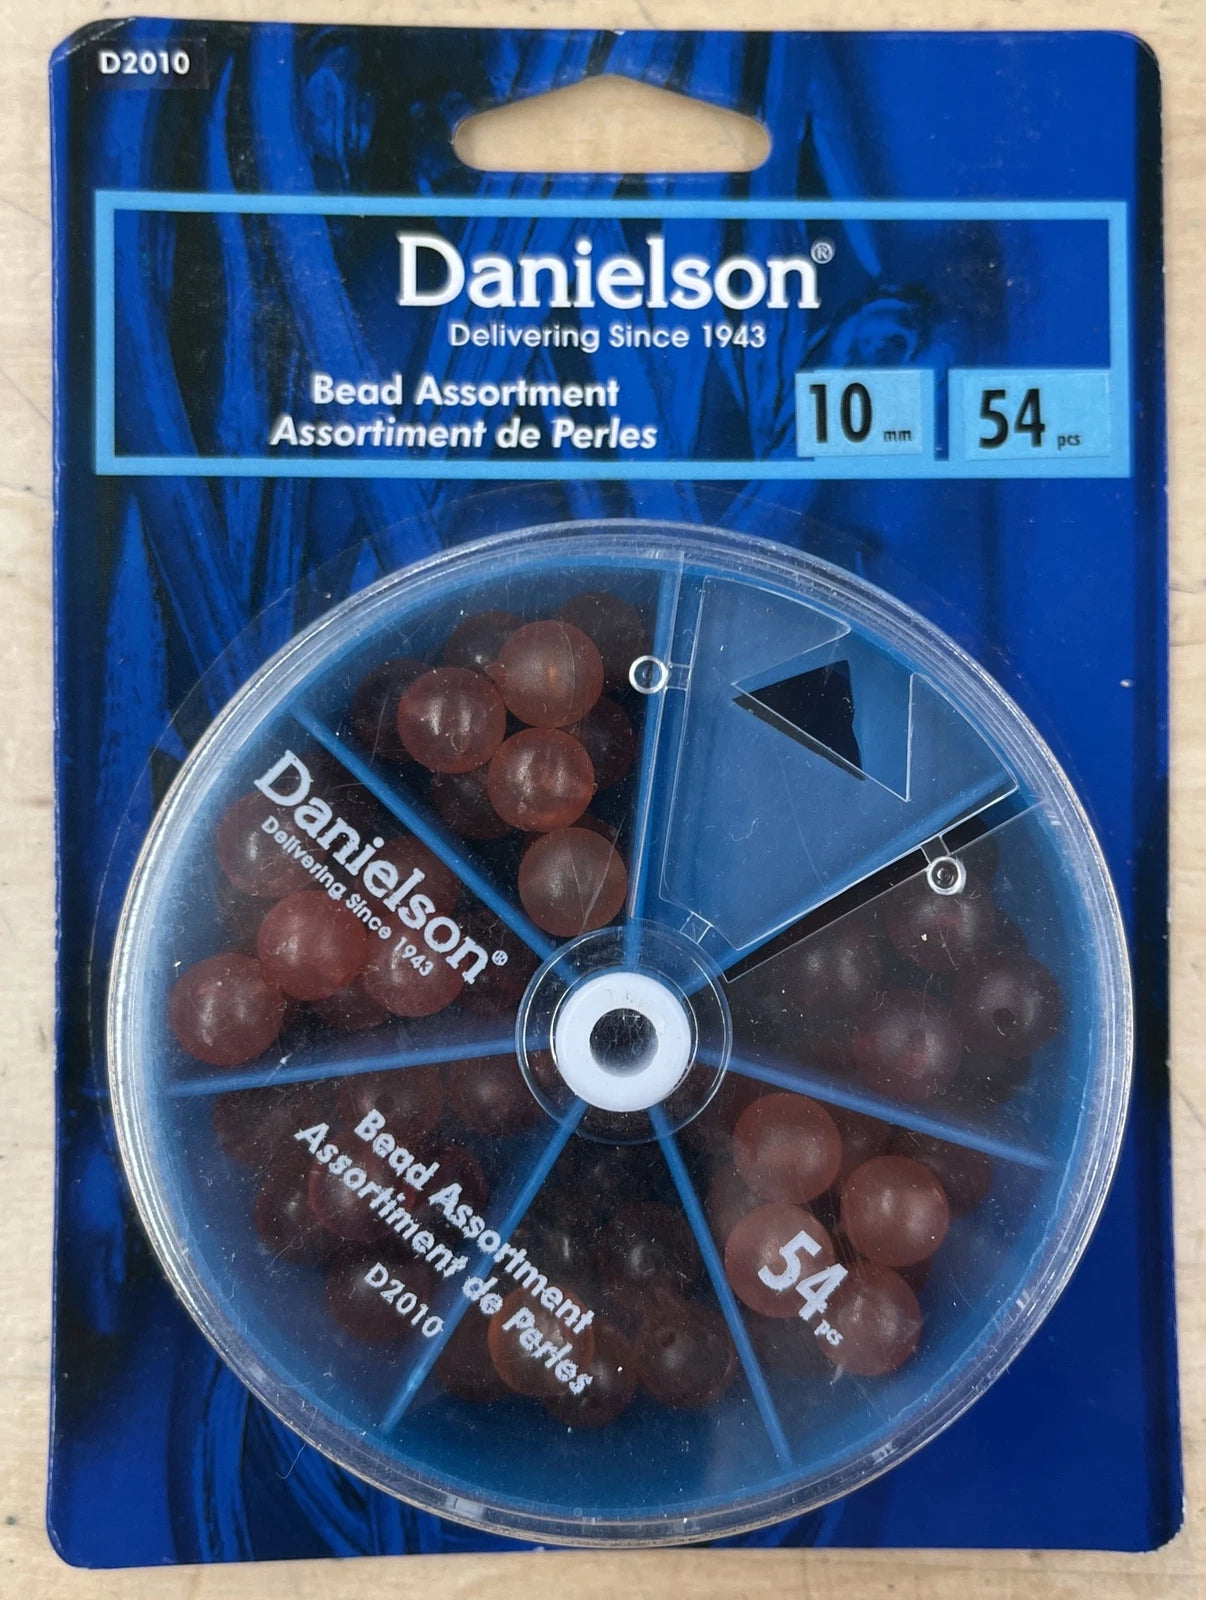 D2010
Danielson®
Delivering Since 1943
Bead Assortment
Assortiment de Perles
10 mm
54 pcs
Danielson®
Delivering Since 1943
Bead Assortment
Assortiment de Perles
D2010
54 pcs